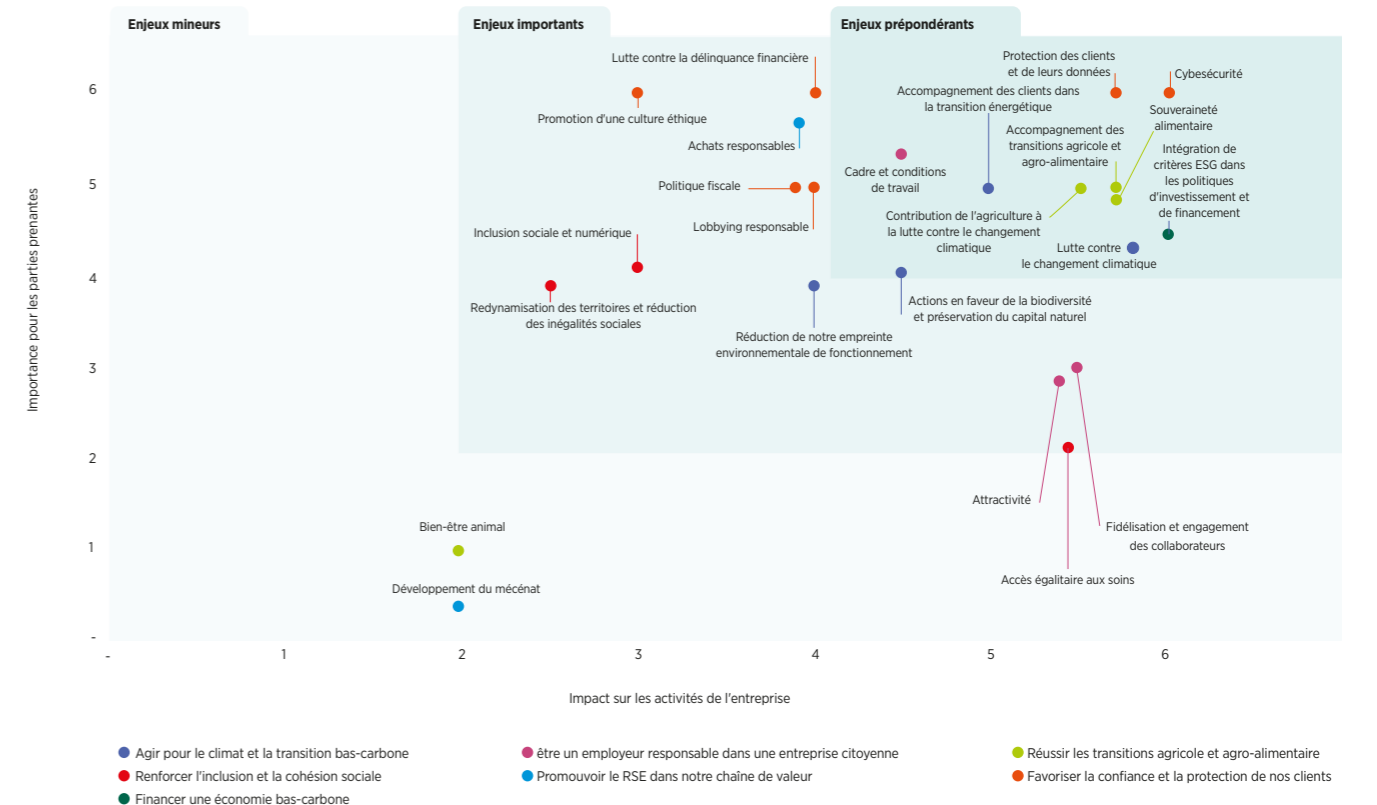 Enjeux mineurs
Enjeux importants
Enjeux prépondérants
Importance pour les parties prenantes
6
5
4
3
2
1
-
Lutte contre la délinquance financière
Promotion d'une culture éthique
Achats responsables
Politique fiscale
Lobbying responsable
Inclusion sociale et numérique
Redynamisation des territoires et réduction
des inégalités sociales
Réduction de notre empreinte
environnementale de fonctionnement
Protection des clients
et de leurs données
Cybesécurité
Accompagnement des clients dans
la transition énergétique
Souveraineté
alimentaire
Accompagnement des
transitions agricole et
agro-alimentaire
Intégration de
critères ESG dans
les politiques
d'investissement et
de financement
Cadre et conditions
de travail
Contribution de l'agriculture à
la lutte contre le changement
climatique
Lutte contre
le changement climatique
Actions en faveur de la biodiversité
et préservation du capital naturel
Attractivité
Fidélisation et engagement
des collaborateurs
Accès égalitaire aux soins
Bien-être animal
Développement du mécénat
-
1
2
3
4
5
6
Impact sur les activités de l'entreprise
Agir pour le climat et la transition bas-carbone
être un employeur responsable dans une entreprise citoyenne
Réussir les transitions agricole et agro-alimentaire
Renforcer l'inclusion et la cohésion sociale
Promouvoir le RSE dans notre chaîne de valeur
Favoriser la confiance et la protection de nos clients
Financer une économie bas-carbone